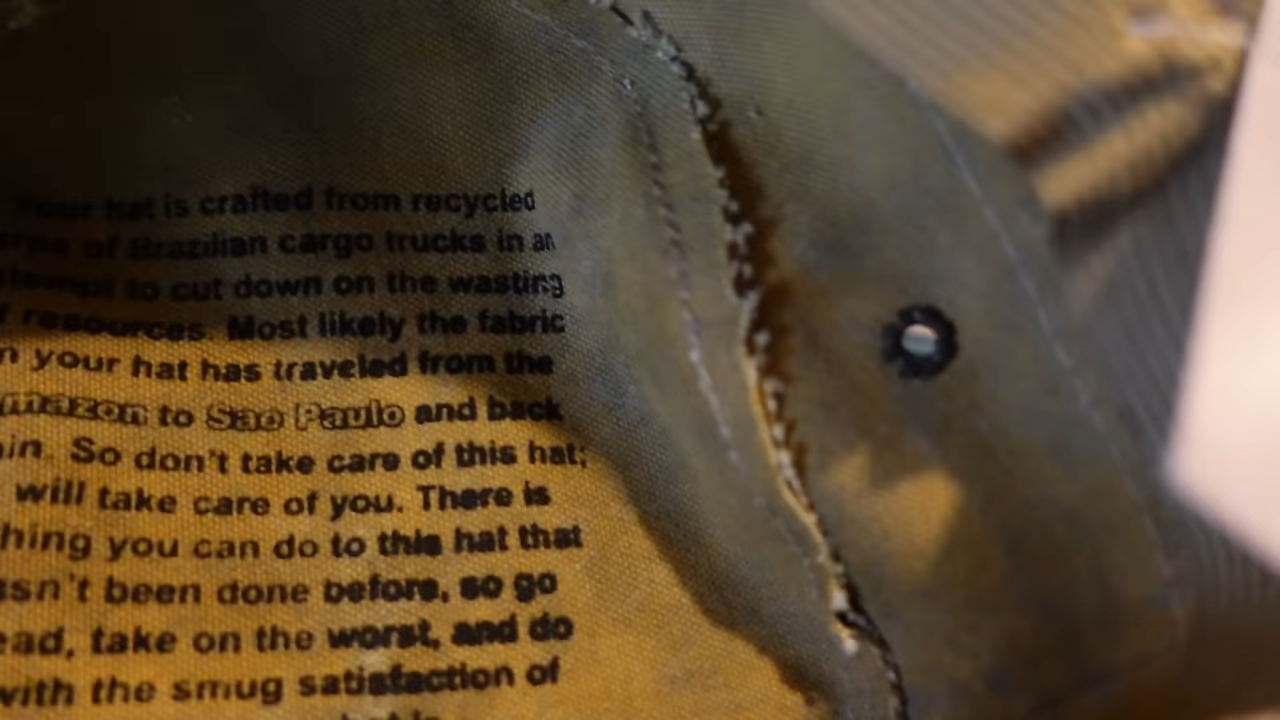 Your hat is crafted from recycled
of Brazilian cargo trucks in an
to cut down on the wasting
resources. Most likely the fabric
your hat has traveled from the
mazon to Sao Paulo and back
ain. So don't take care of this hat;
will take care of you. There is
hing you can do to this hat that
asn't been done before, so go
ead, take on the worst, and do
with the smug satisfaction of